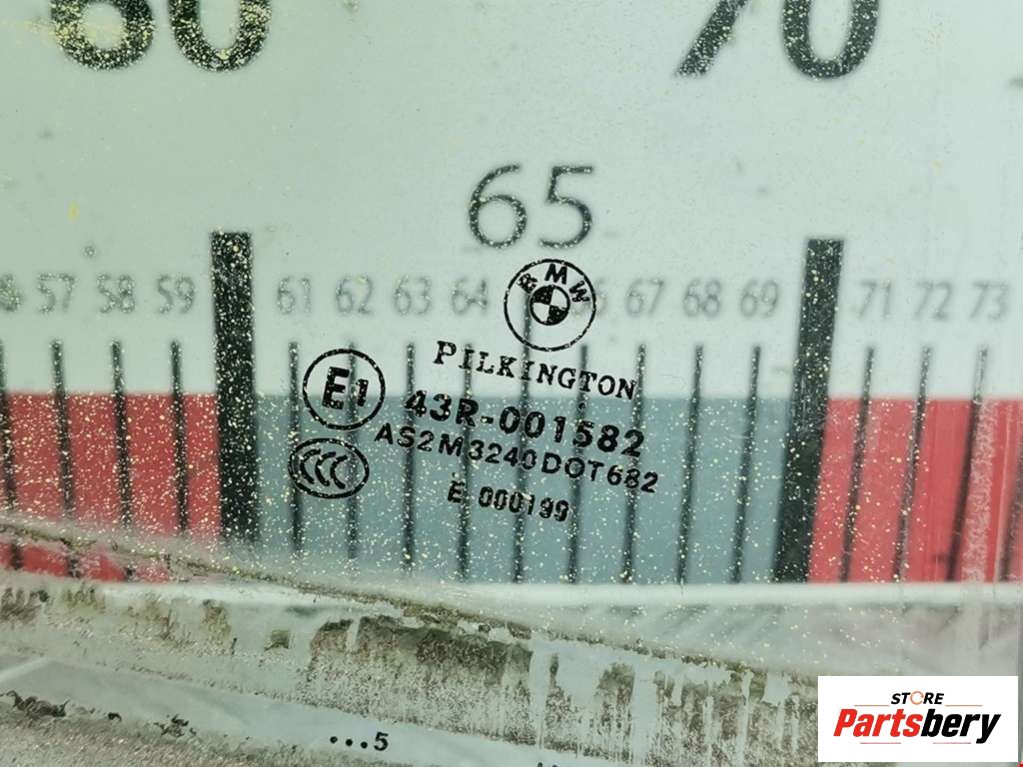 60 70
65
57 58 59 61 62 63 64 66 67 68 69 71 72 73
BMW
PILKINGTON
E1 43R-001582
AS2 M3240 DOT682
CCC
E 000199
...5
STORE
Partsbery